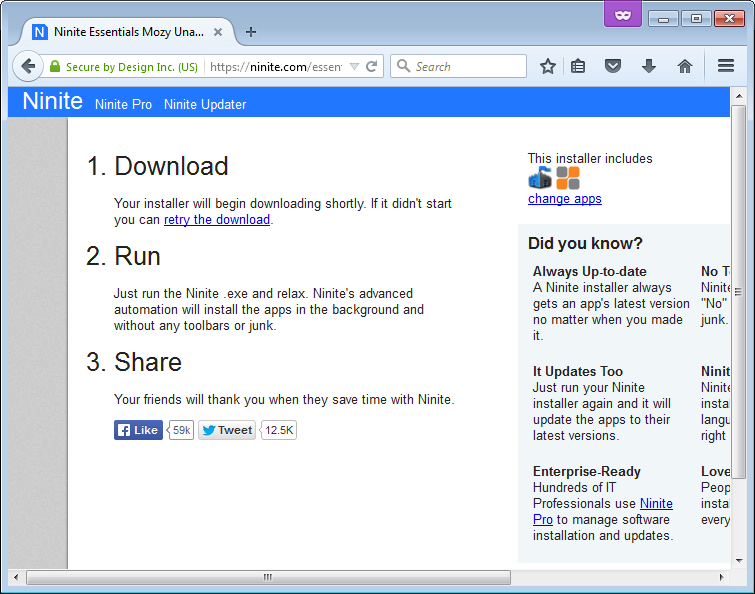 Ninite Essentials Mozy Una...
Secure by Design Inc. (US)
https://ninite.com/essen
Search
Ninite
Ninite Pro
Ninite Updater
1. Download
Your installer will begin downloading shortly. If it didn't start
you can retry the download.
2. Run
Just run the Ninite .exe and relax. Ninite's advanced
automation will install the apps in the background and
without any toolbars or junk.
3. Share
Your friends will thank you when they save time with Ninite.
Like
59k
Tweet
12.5K
This installer includes
change apps
Did you know?
Always Up-to-date
A Ninite installer always
gets an app's latest version
no matter when you made
it.
No T
Ninite
"No"
junk.
It Updates Too
Just run your Ninite
installer again and it will
update the apps to their
latest versions.
Ninit
Ninite
instal
langu
right
Enterprise-Ready
Hundreds of IT
Professionals use Ninite
Pro to manage software
installation and updates.
Love
Peop
instal
every